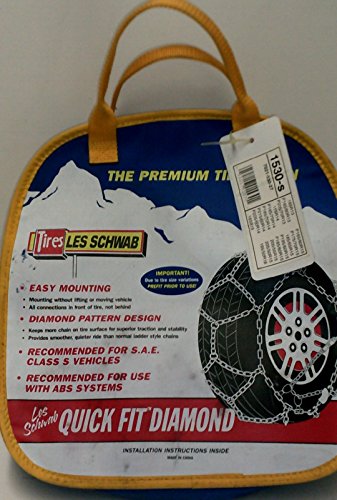 THE PREMIUM TI
1530-S
Tires LES SCHWAB
IMPORTANT!
Due to tire size variations
PREFIT PRIOR TO USE!
• EASY MOUNTING
• Mounting without lifting or moving vehicle
• All connections in front of tire, not behind
• DIAMOND PATTERN DESIGN
• Keeps more chain on tire surface for superior traction and stability
• Provides smoother, quieter ride than normal ladder style chains
• RECOMMENDED FOR S.A.E.
CLASS S VEHICLES
• RECOMMENDED FOR USE
WITH ABS SYSTEMS
Les Schwab QUICK FIT DIAMOND
INSTALLATION INSTRUCTIONS INSIDE
MADE IN CHINA